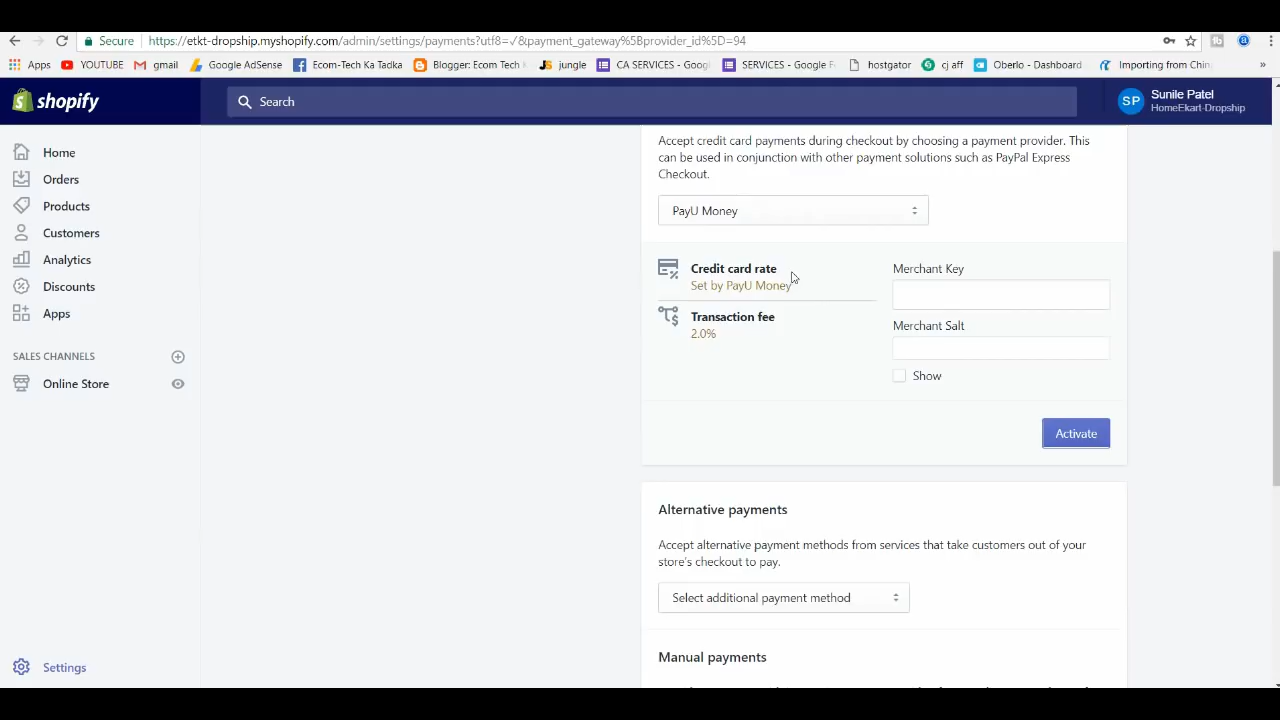 Secure https://etkt-dropship.myshopify.com/admin/settings/payments?utf8=√&payment_gateway%5Bprovider_id%5D=94
Apps YOUTUBE gmail Google AdSense Ecom-Tech Ka Tadka Blogger: Ecom Tech JS jungle CA SERVICES - Googl SERVICES - Google F hostgator cj aff Oberlo - Dashboard Importing from Chin »
shopify
Search
SP
Sunile Patel
HomeEkart-Dropship
Home
Orders
Products
Customers
Analytics
Discounts
Apps
SALES CHANNELS
Online Store
Settings
Accept credit card payments during checkout by choosing a payment provider. This
can be used in conjunction with other payment solutions such as PayPal Express
Checkout.
PayU Money
Credit card rate
Set by PayU Money
Transaction fee
2.0%
Merchant Key
Merchant Salt
Show
Activate
Alternative payments
Accept alternative payment methods from services that take customers out of your
store's checkout to pay.
Select additional payment method
Manual payments